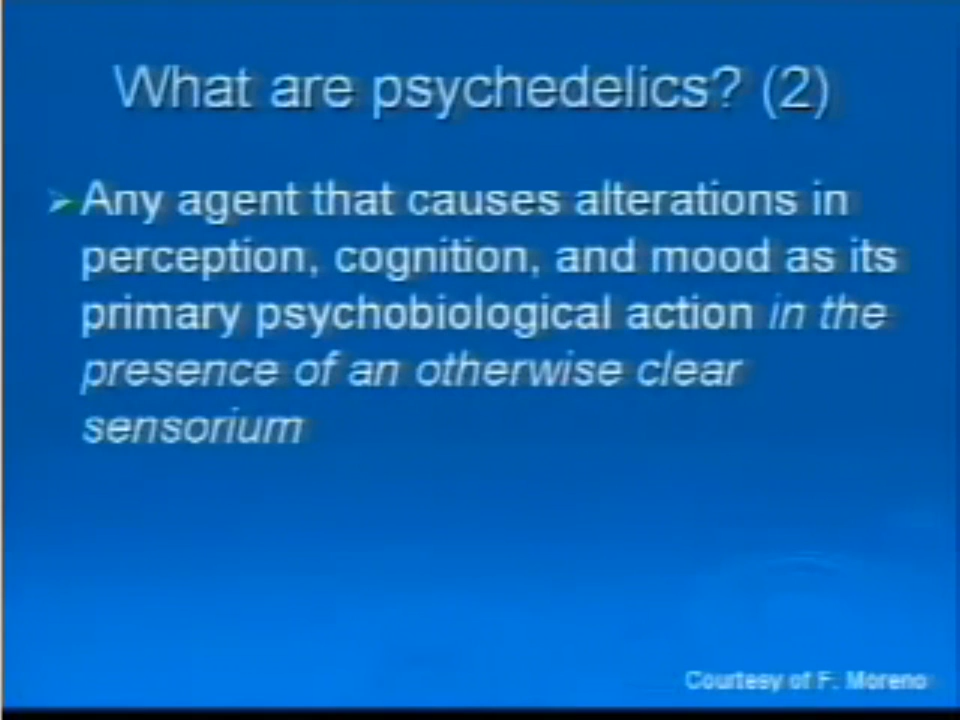 What are psychedelics? (2)
➢Any agent that causes alterations in
perception, cognition, and mood as its
primary psychobiological action in the
presence of an otherwise clear
sensorium
Courtesy of F. Moreno